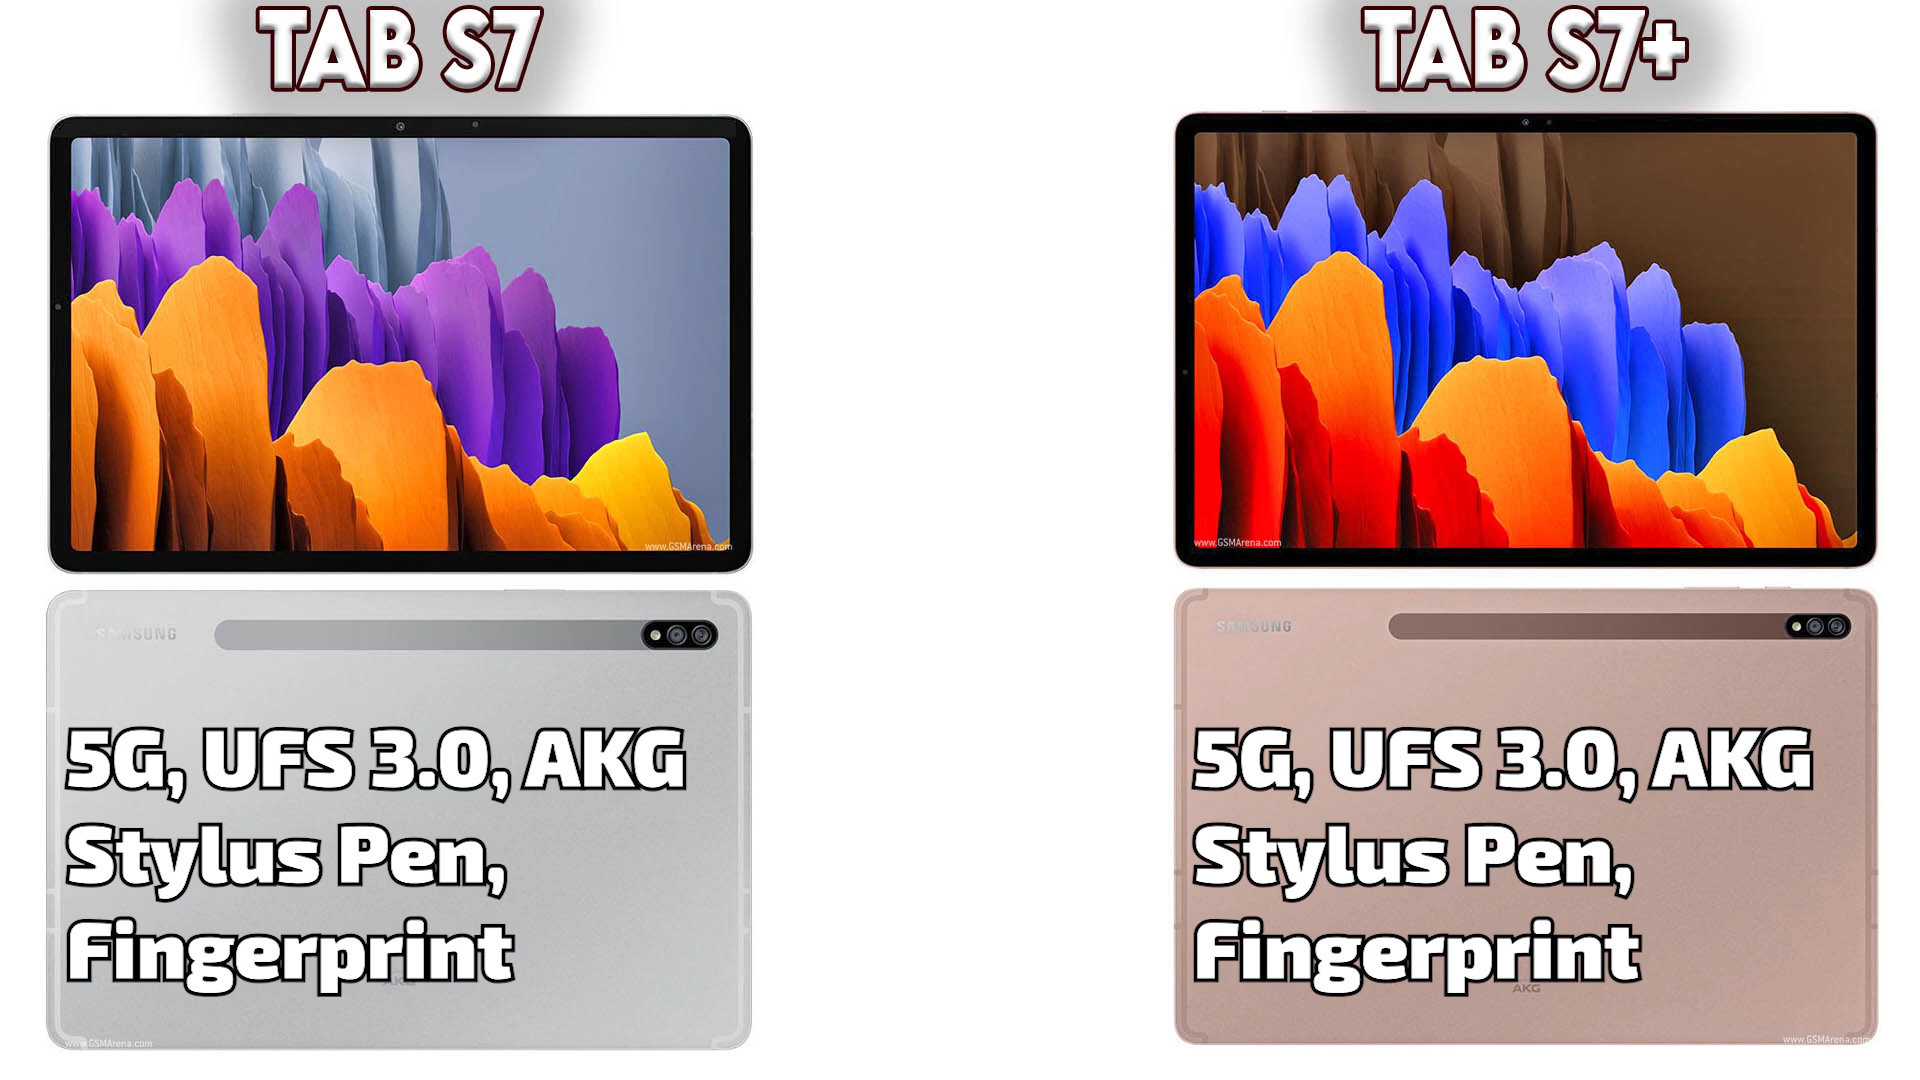 TAB S7
TAB S7+
www.GSMArena.com
www.GSMArena.com
SAMSUNG
5G, UFS 3.0, AKG
Stylus Pen,
Fingerprint
AKG
www.GSMArena.com
SAMSUNG
5G, UFS 3.0, AKG
Stylus Pen,
Fingerprint
AKG
www.GSMArena.com